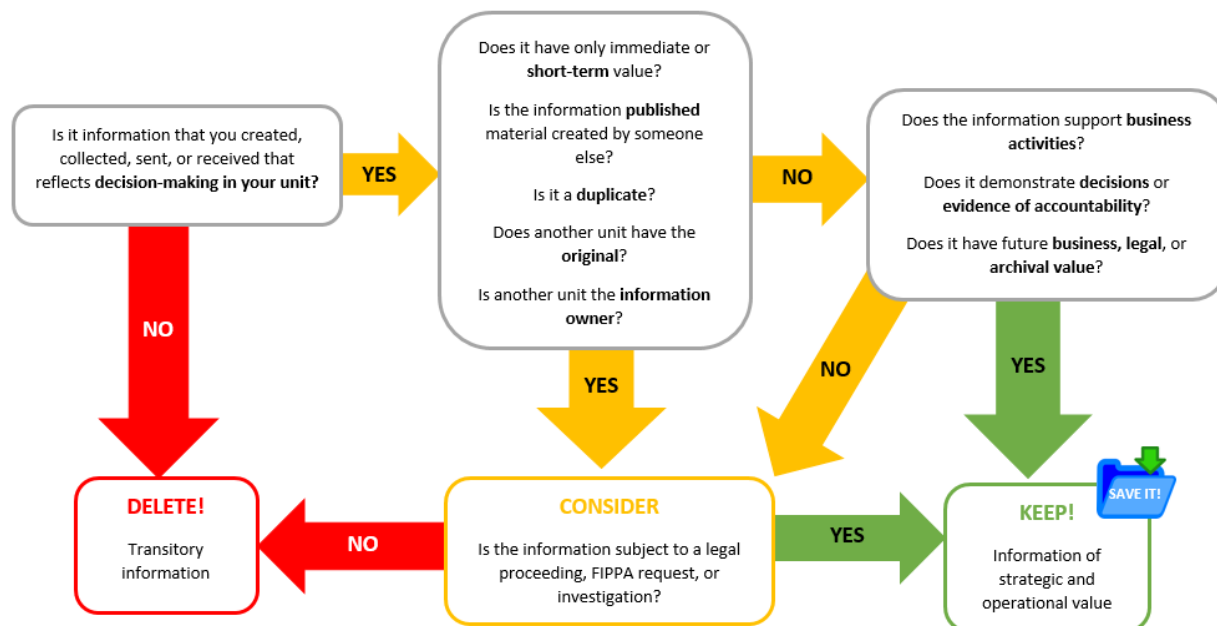 Is it information that you created,
collected, sent, or received that
reflects decision-making in your unit?
YES
Does it have only immediate or
short-term value?
Is the information published
material created by someone
else?
Is it a duplicate?
Does another unit have the
original?
Is another unit the information
owner?
NO
Does the information support business
activities?
Does it demonstrate decisions or
evidence of accountability?
Does it have future business, legal, or
archival value?
NO
YES
NO
YES
DELETE!
Transitory
information
NO
CONSIDER
Is the information subject to a legal
proceeding, FIPPA request, or
investigation?
YES
SAVE IT!
KEEP!
Information of
strategic and
operational value